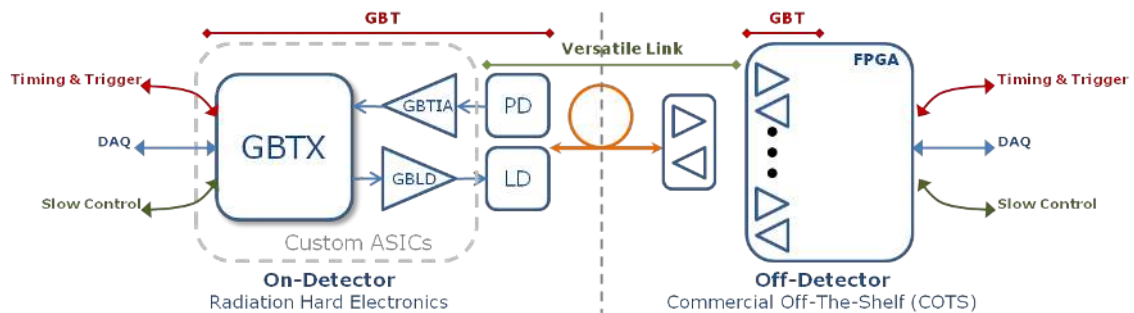 GBT
GBT
Versatile Link
FPGA
Timing & Trigger
GBTIA
PD
Timing & Trigger
DAQ
GBTX
DAQ
GBLD
LD
Slow Control
Slow Control
Custom ASICs
On-Detector
Off-Detector
Radiation Hard Electronics
Commercial Off-The-Shelf (COTS)